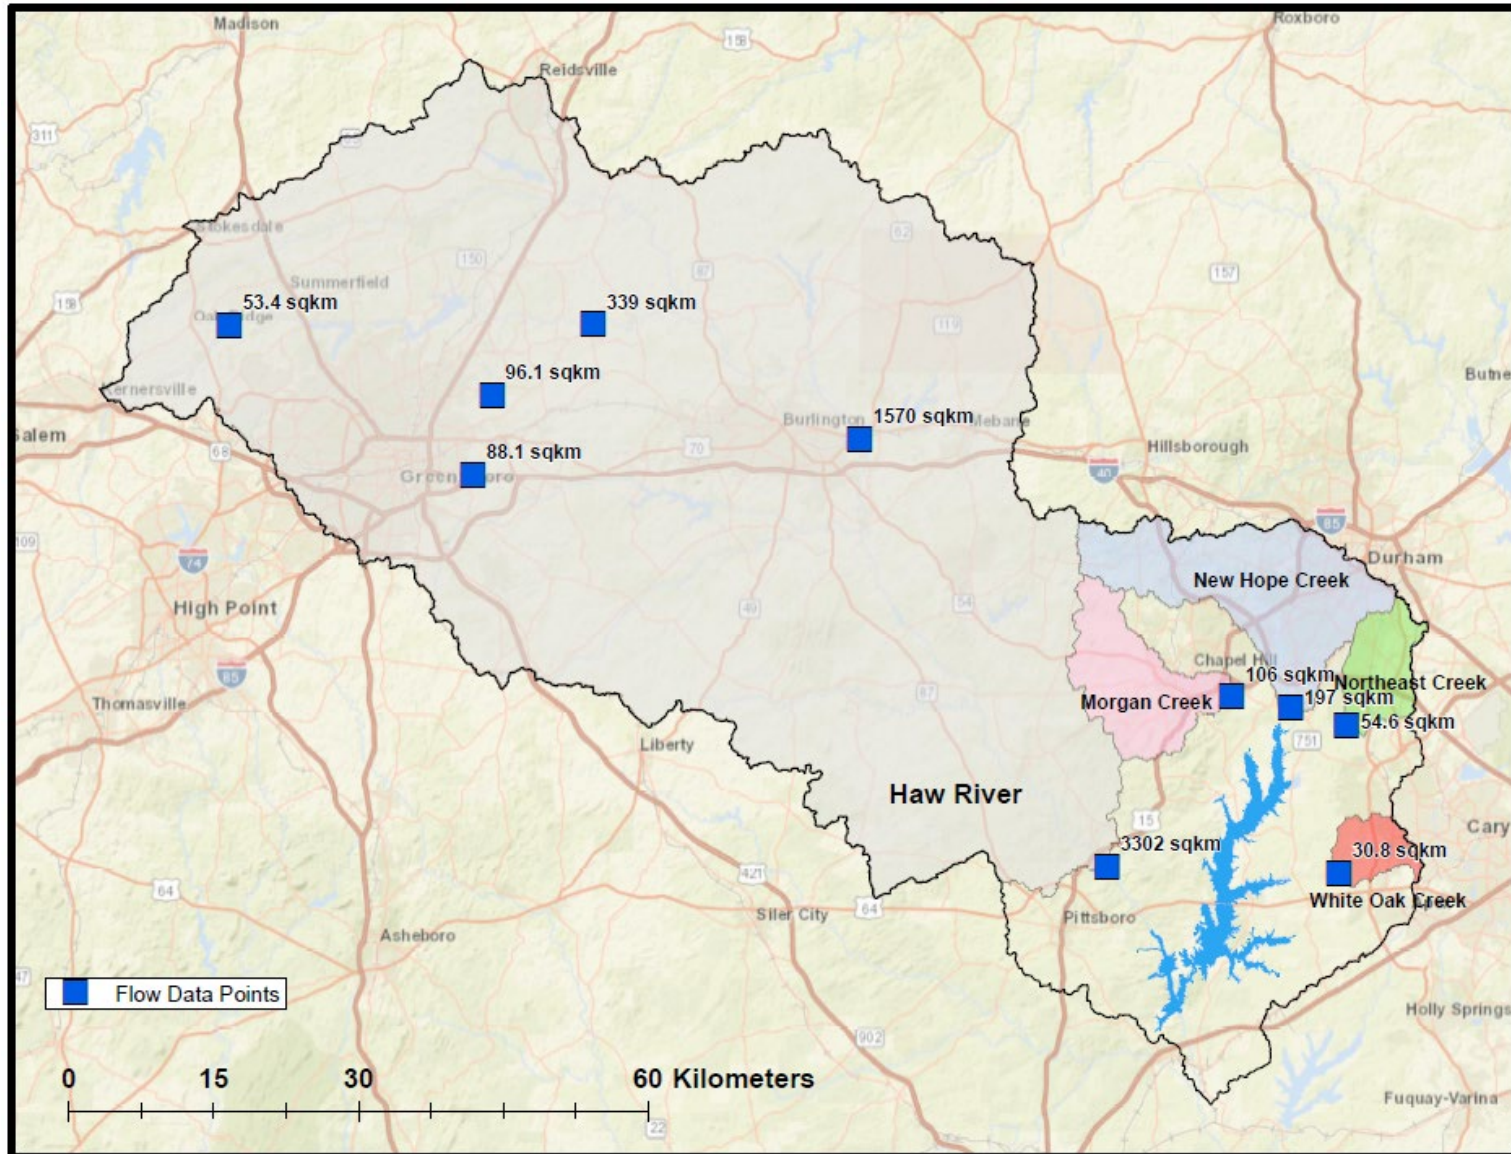 Madison
Roxboro
158
Reidsville
311
Stokesdale
62
150
87
157
Summerfield
158
53.4 sqkm
339 sqkm
119
96.1 sqkm
Kernersville
Butne
Burlington
1570 sqkm
Mebane
Salem
68
70
Hillsborough
88.1 sqkm
40
85
109
74
Durham
New Hope Creek
High Point
49
54
Chapel Hill
85
106 sqkm
Northeast Creek
87
Morgan Creek
197 sqkm
Thomasville
54.6 sqkm
751
Liberty
Haw River
15
Cary
3302 sqkm
30.8 sqkm
421
64
White Oak Creek
64
Siler City
Pittsboro
Asheboro
47
Flow Data Points
Holly Springs
902
0 15 30 60 Kilometers
Fuquay-Varina
22